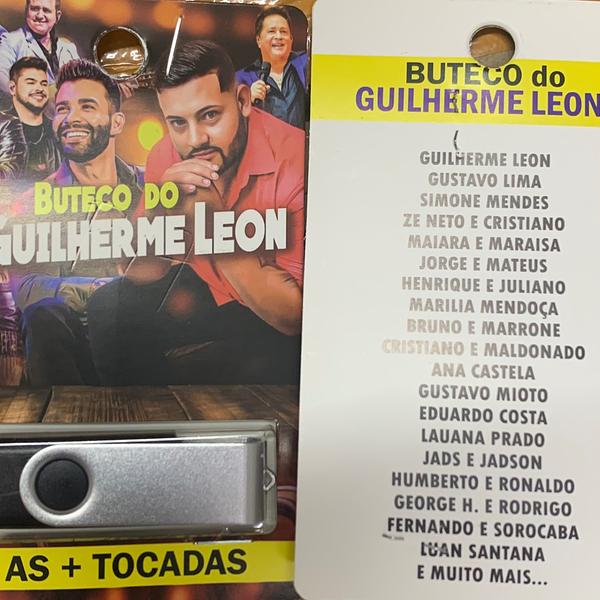 BUTECO DO
GUILHERME LEON
AS + TOCADAS
BUTECO do
GUILHERME LEON
GUILHERME LEON
GUSTAVO LIMA
SIMONE MENDES
ZE NETO E CRISTIANO
MAIARA E MARAISA
JORGE E MATEUS
HENRIQUE E JULIANO
MARILIA MENDOÇA
BRUNO E MARRONE
CRISTIANO E MALDONADO
ANA CASTELA
GUSTAVO MIOTO
EDUARDO COSTA
LAUANA PRADO
JADS E JADSON
HUMBERTO E RONALDO
GEORGE H. E RODRIGO
FERNANDO E SOROCABA
LUAN SANTANA
E MUITO MAIS...